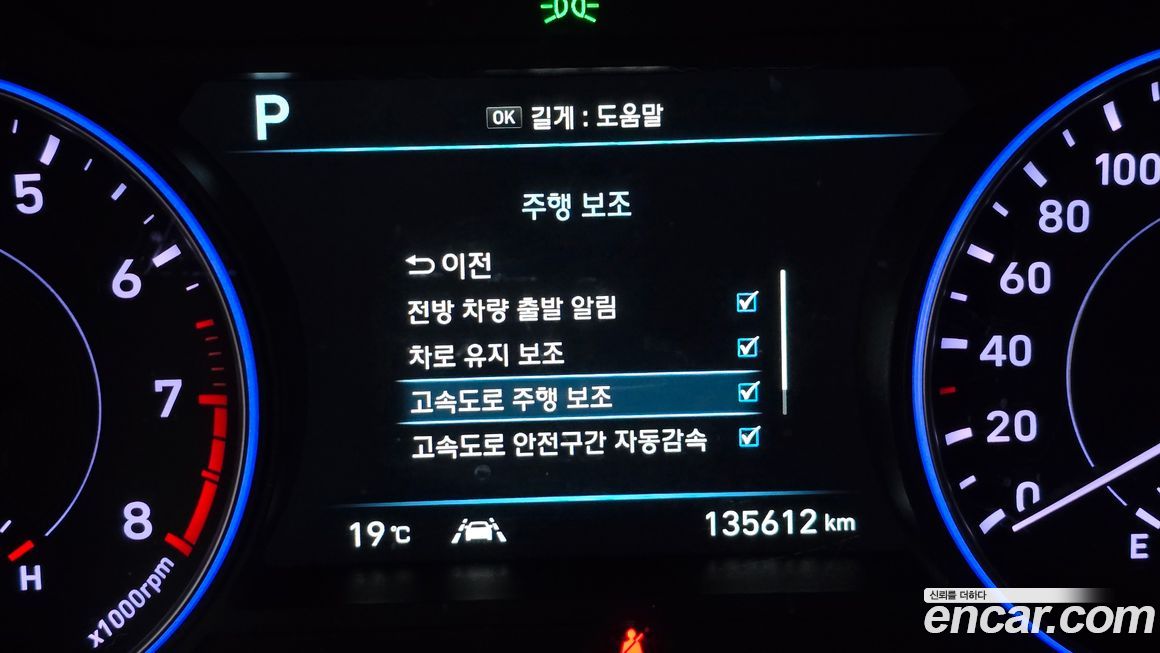 P
OK 길게 : 도움말
주행 보조
이전
전방 차량 출발 알림
차로 유지 보조
고속도로 주행 보조
고속도로 안전구간 자동감속
19 ℃
135612 km
5
6
7
8
x1000rpm
H
100
80
60
40
20
0
E
신뢰를 더하다
encar.com